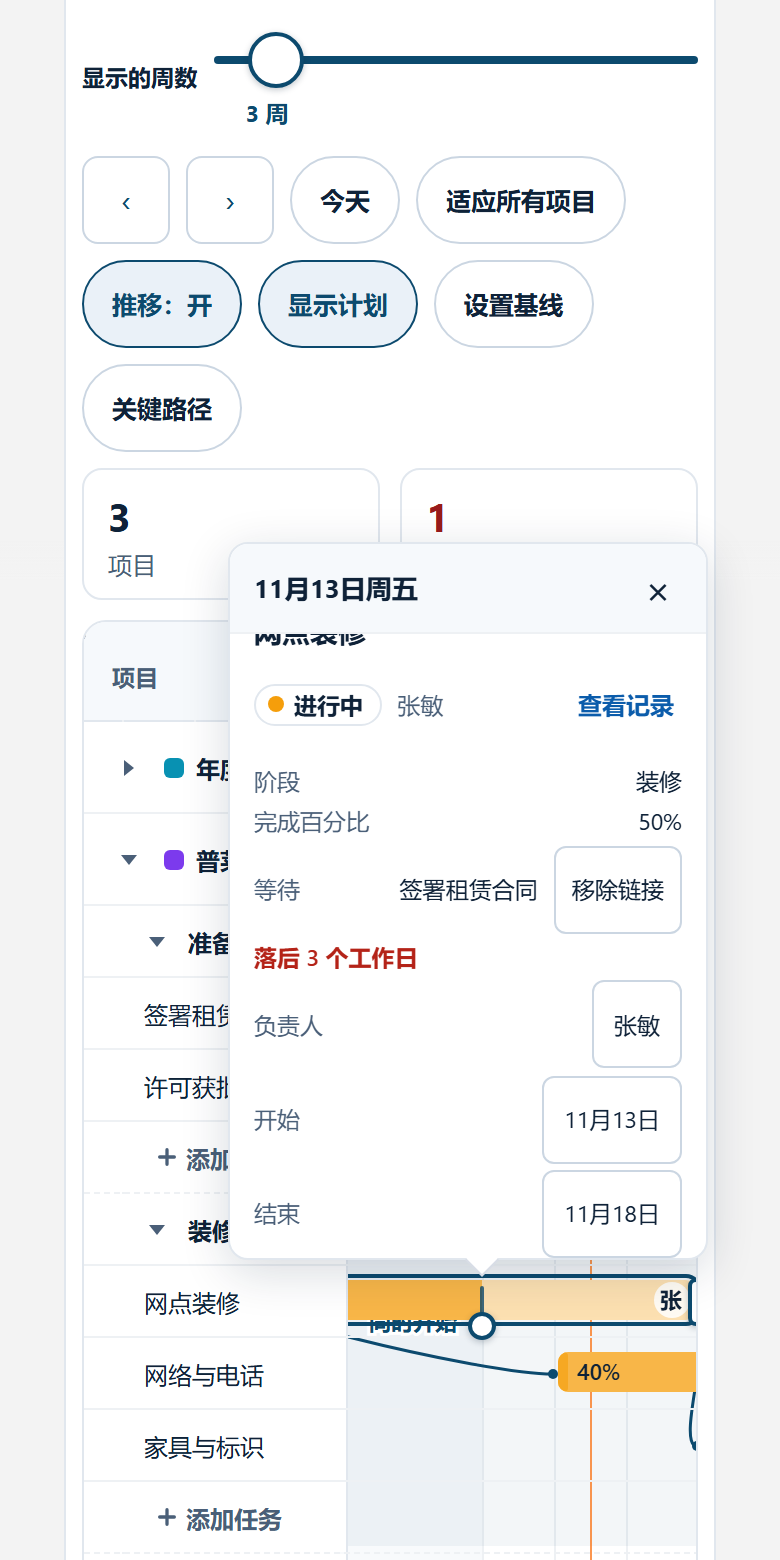 显示的周数
3 周
‹ › 今天 适应所有项目
推移：开 显示计划 设置基线
关键路径
3
项目
1
11月13日周五 ×
网点装修
进行中 张敏 查看记录
阶段 装修
完成百分比 50%
等待 签署租赁合同 移除链接
落后 3 个工作日
负责人 张敏
开始 11月13日
结束 11月18日
项目
年度
准备
签署租赁
许可获批
+ 添加
装修
网点装修 张
网络与电话 40%
家具与标识
+ 添加任务